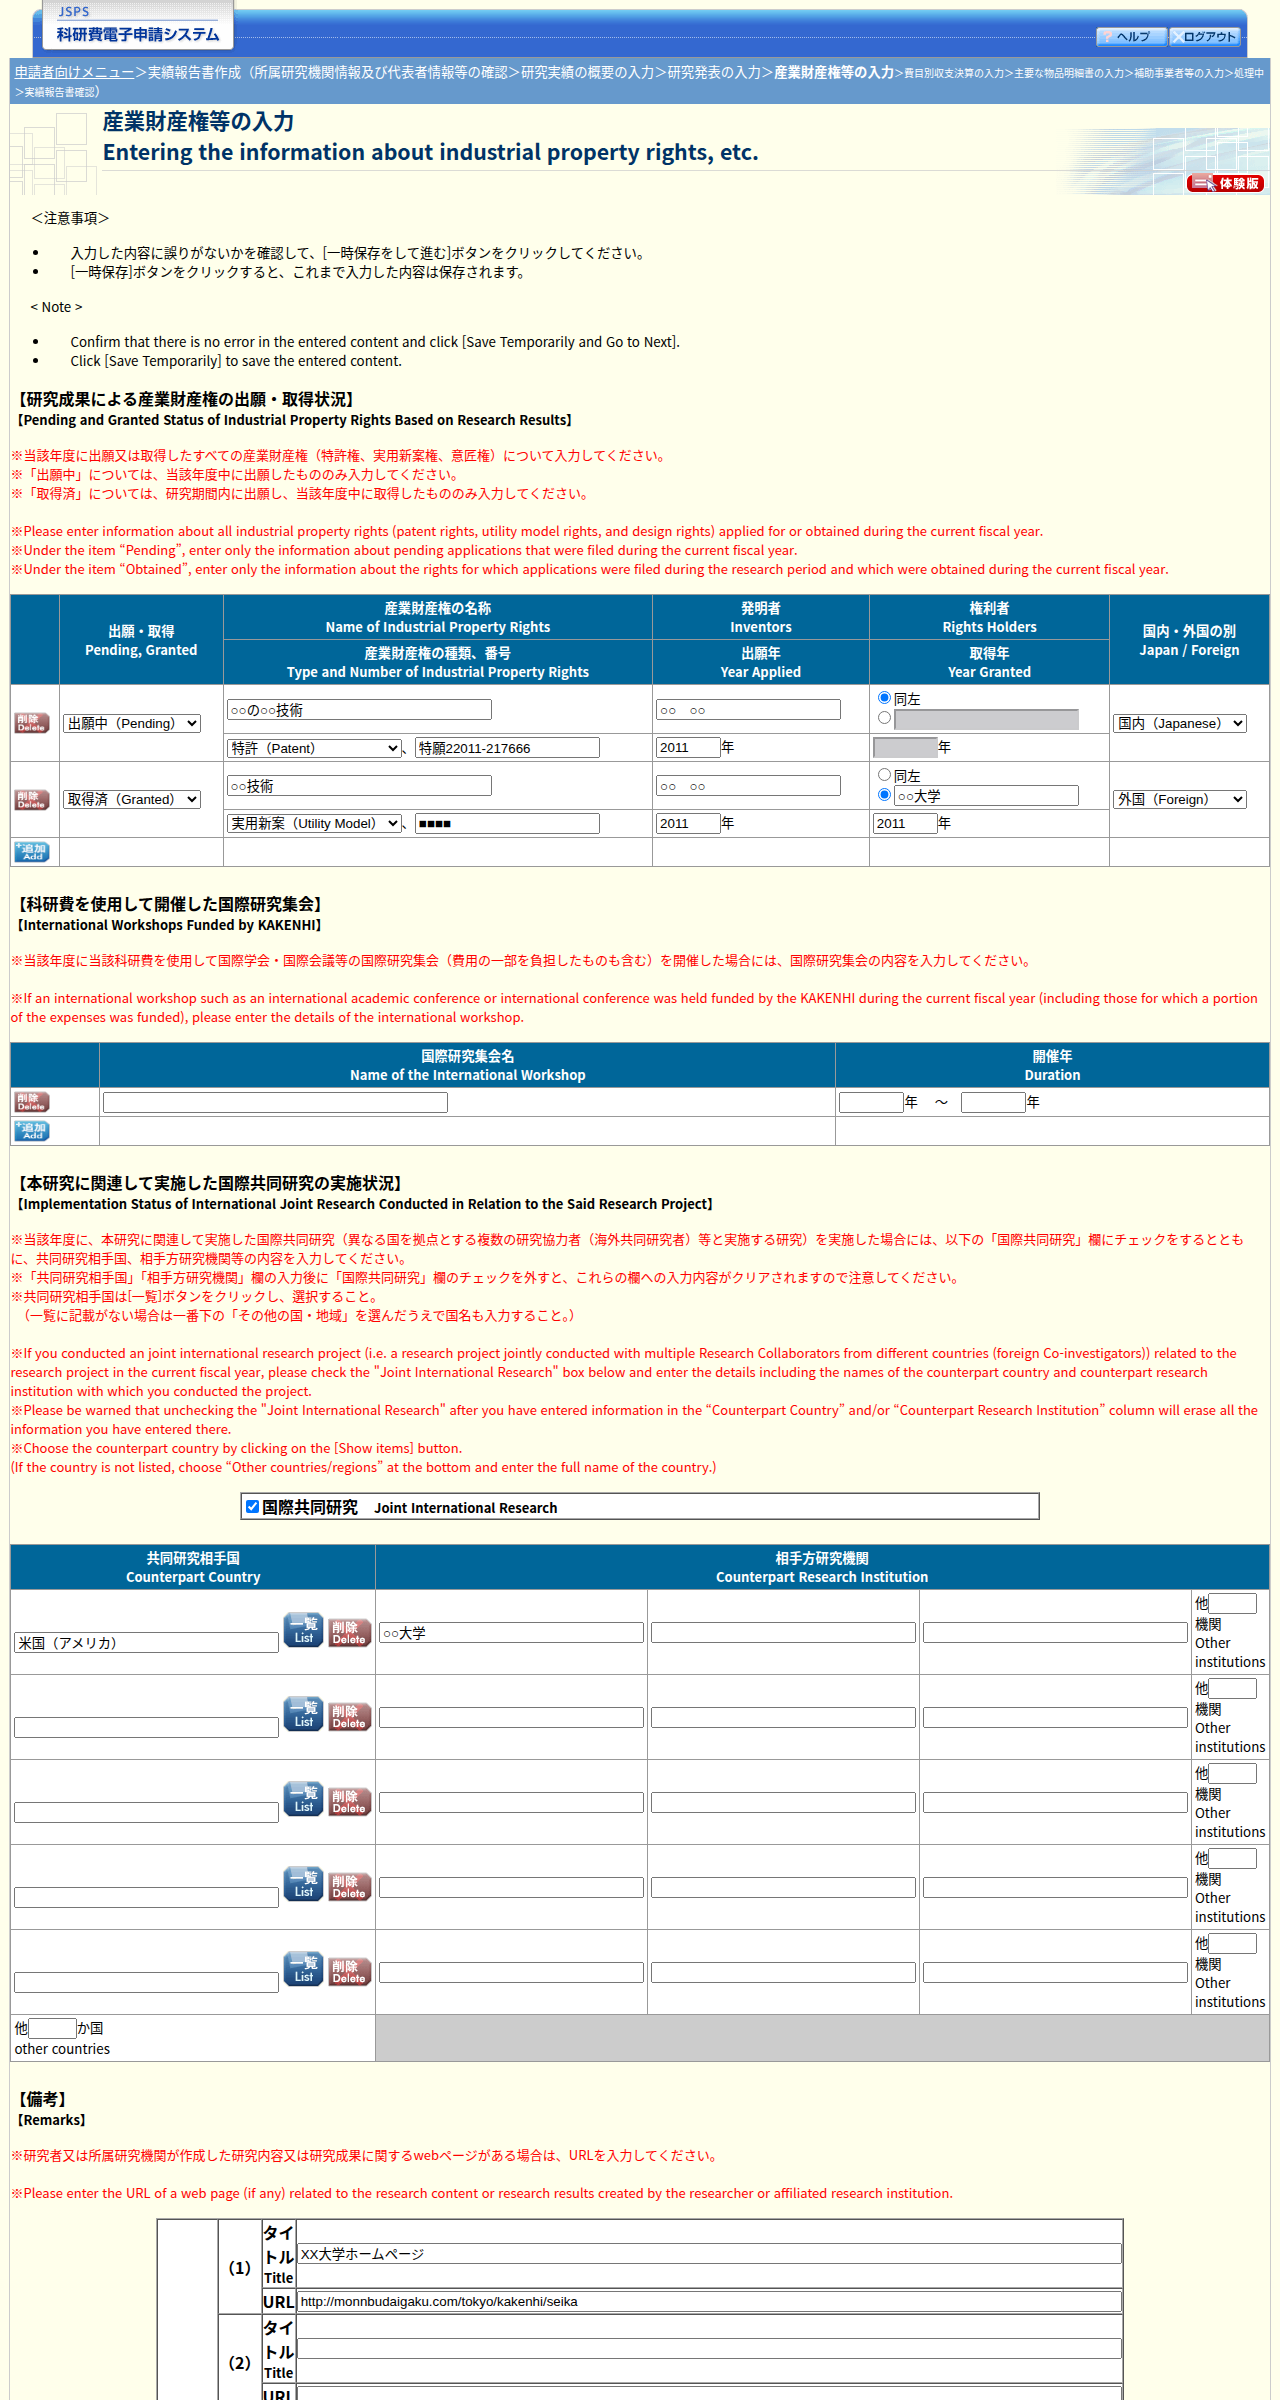 JSPS
科研費電子申請システム
? ヘルプ
ログアウト
申請者向けメニュー＞実績報告書作成（所属研究機関情報及び代表者情報等の確認＞研究実績の概要の入力＞研究発表の入力＞産業財産権等の入力＞費目別収支決算の入力＞主要な物品明細書の入力＞補助事業者等の入力＞処理中
＞実績報告書確認）
産業財産権等の入力
Entering the information about industrial property rights, etc.
体験版
＜注意事項＞
• 入力した内容に誤りがないかを確認して、[一時保存をして進む]ボタンをクリックしてください。
• [一時保存]ボタンをクリックすると、これまで入力した内容は保存されます。
< Note >
• Confirm that there is no error in the entered content and click [Save Temporarily and Go to Next].
• Click [Save Temporarily] to save the entered content.
【研究成果による産業財産権の出願・取得状況】
【Pending and Granted Status of Industrial Property Rights Based on Research Results】
※当該年度に出願又は取得したすべての産業財産権（特許権、実用新案権、意匠権）について入力してください。
※「出願中」については、当該年度中に出願したもののみ入力してください。
※「取得済」については、研究期間内に出願し、当該年度中に取得したもののみ入力してください。
※Please enter information about all industrial property rights (patent rights, utility model rights, and design rights) applied for or obtained during the current fiscal year.
※Under the item “Pending”, enter only the information about pending applications that were filed during the current fiscal year.
※Under the item “Obtained”, enter only the information about the rights for which applications were filed during the research period and which were obtained during the current fiscal year.
出願・取得
Pending, Granted
産業財産権の名称
Name of Industrial Property Rights
発明者
Inventors
権利者
Rights Holders
国内・外国の別
Japan / Foreign
産業財産権の種類、番号
Type and Number of Industrial Property Rights
出願年
Year Applied
取得年
Year Granted
削除
Delete
出願中（Pending）
○○の○○技術
○○　○○
同左
国内（Japanese）
特許（Patent）、特願22011-217666
2011年
年
削除
Delete
取得済（Granted）
○○技術
○○　○○
同左
○○大学
外国（Foreign）
実用新案（Utility Model）、■■■■
2011年
2011年
+追加
Add
【科研費を使用して開催した国際研究集会】
【International Workshops Funded by KAKENHI】
※当該年度に当該科研費を使用して国際学会・国際会議等の国際研究集会（費用の一部を負担したものも含む）を開催した場合には、国際研究集会の内容を入力してください。
※If an international workshop such as an international academic conference or international conference was held funded by the KAKENHI during the current fiscal year (including those for which a portion
of the expenses was funded), please enter the details of the international workshop.
国際研究集会名
Name of the International Workshop
開催年
Duration
削除
Delete
年　～　年
+追加
Add
【本研究に関連して実施した国際共同研究の実施状況】
【Implementation Status of International Joint Research Conducted in Relation to the Said Research Project】
※当該年度に、本研究に関連して実施した国際共同研究（異なる国を拠点とする複数の研究協力者（海外共同研究者）等と実施する研究）を実施した場合には、以下の「国際共同研究」欄にチェックをするととも
に、共同研究相手国、相手方研究機関等の内容を入力してください。
※「共同研究相手国」「相手方研究機関」欄の入力後に「国際共同研究」欄のチェックを外すと、これらの欄への入力内容がクリアされますので注意してください。
※共同研究相手国は[一覧]ボタンをクリックし、選択すること。
（一覧に記載がない場合は一番下の「その他の国・地域」を選んだうえで国名も入力すること。）
※If you conducted an joint international research project (i.e. a research project jointly conducted with multiple Research Collaborators from different countries (foreign Co-investigators)) related to the
research project in the current fiscal year, please check the "Joint International Research" box below and enter the details including the names of the counterpart country and counterpart research
institution with which you conducted the project.
※Please be warned that unchecking the "Joint International Research" after you have entered information in the “Counterpart Country” and/or “Counterpart Research Institution” column will erase all the
information you have entered there.
※Choose the counterpart country by clicking on the [Show items] button.
(If the country is not listed, choose “Other countries/regions” at the bottom and enter the full name of the country.)
国際共同研究　Joint International Research
共同研究相手国
Counterpart Country
相手方研究機関
Counterpart Research Institution
米国（アメリカ）
一覧
List
削除
Delete
○○大学
他
機関
Other
institutions
一覧
List
削除
Delete
他
機関
Other
institutions
一覧
List
削除
Delete
他
機関
Other
institutions
一覧
List
削除
Delete
他
機関
Other
institutions
一覧
List
削除
Delete
他
機関
Other
institutions
他　か国
other countries
【備考】
【Remarks】
※研究者又は所属研究機関が作成した研究内容又は研究成果に関するwebページがある場合は、URLを入力してください。
※Please enter the URL of a web page (if any) related to the research content or research results created by the researcher or affiliated research institution.
（1）
タイ
トル
Title
XX大学ホームページ
URL
http://monnbudaigaku.com/tokyo/kakenhi/seika
（2）
タイ
トル
Title
URL